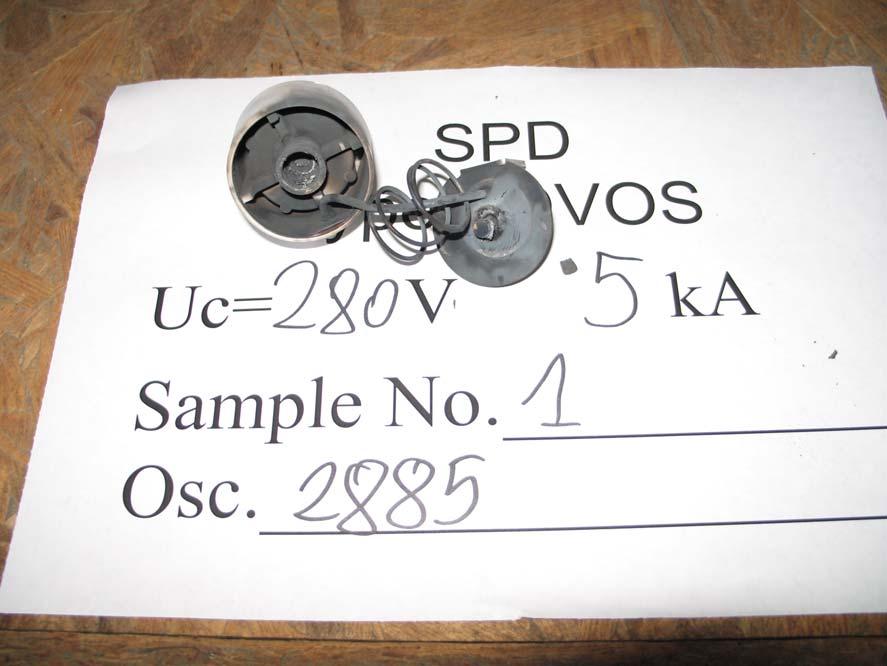 SPD
VOS
Uc=280V 5 kA
Sample No. 1
Osc. 2885